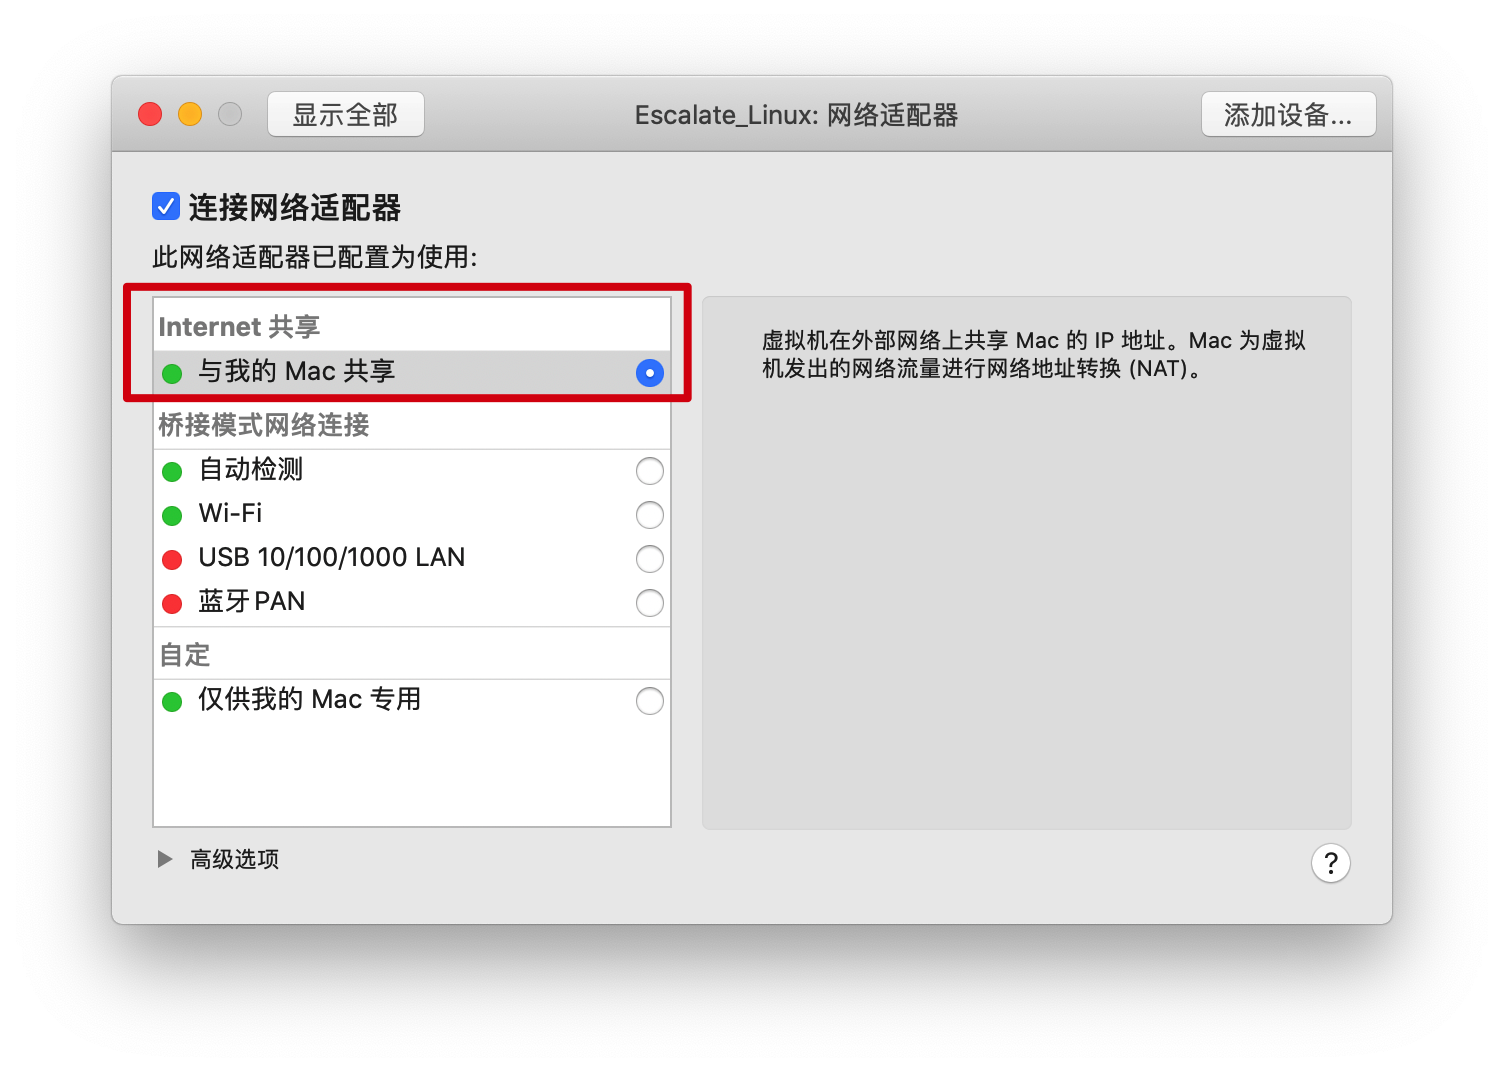 显示全部
Escalate_Linux: 网络适配器
添加设备...
连接网络适配器
此网络适配器已配置为使用:
Internet 共享
与我的 Mac 共享
桥接模式网络连接
自动检测
Wi-Fi
USB 10/100/1000 LAN
蓝牙 PAN
自定
仅供我的 Mac 专用
虚拟机在外部网络上共享 Mac 的 IP 地址。Mac 为虚拟
机发出的网络流量进行网络地址转换 (NAT)。
高级选项
?